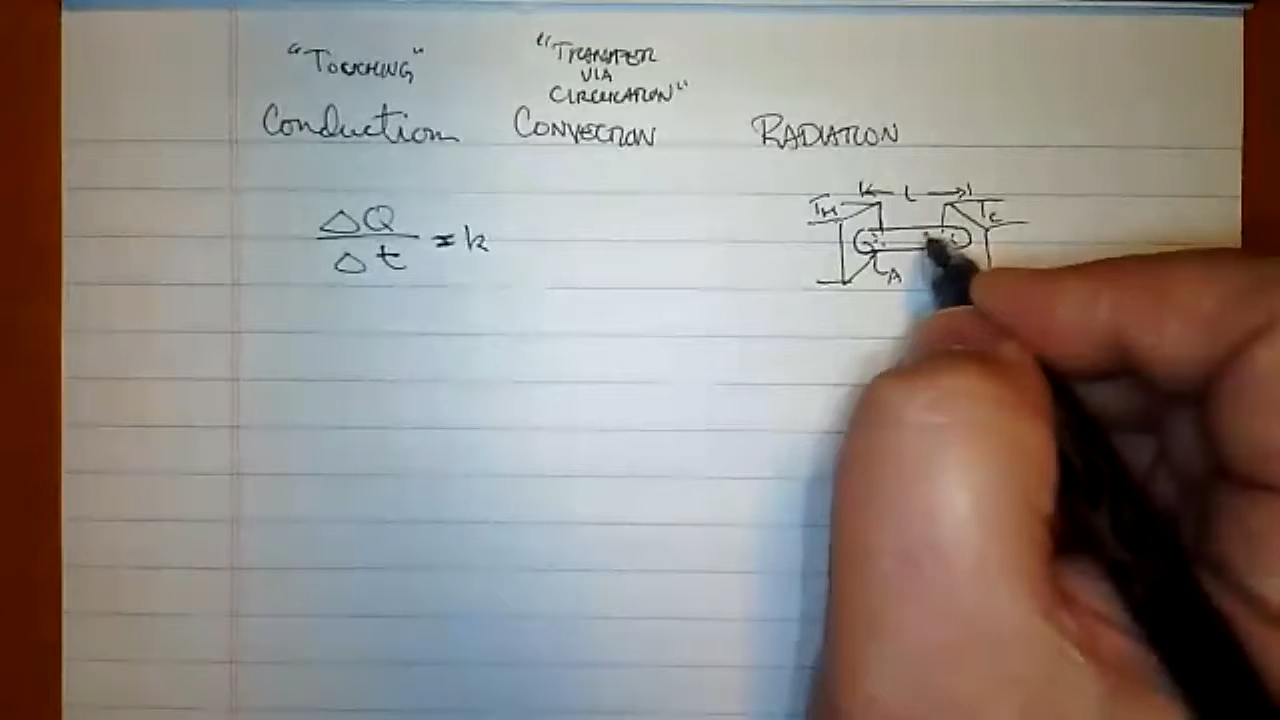 "TOUCHING"
"TRANSFER
VIA
CIRCULATION"
Conduction
CONVECTION
RADIATION
L
T_H
T_C
ΔQ
Δt
= k
A